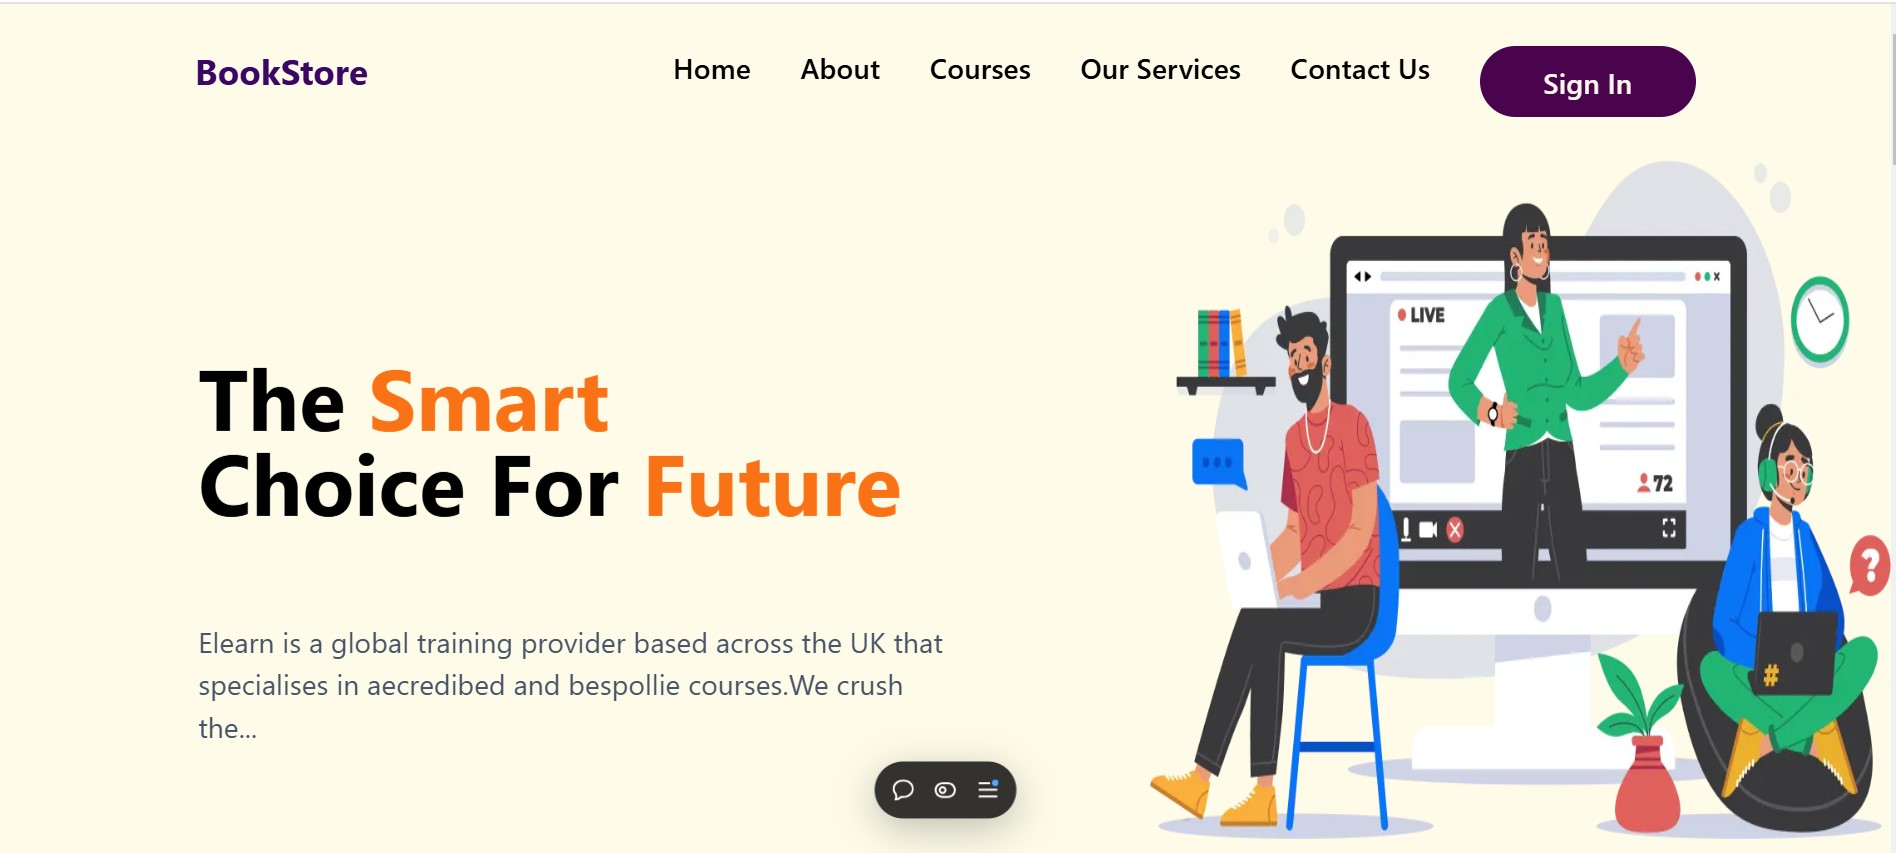 BookStore
Home About Courses Our Services Contact Us Sign In
LIVE
The Smart
Choice For Future
72
?
Elearn is a global training provider based across the UK that
specialises in aecredibed and bespollie courses.We crush
the...
#